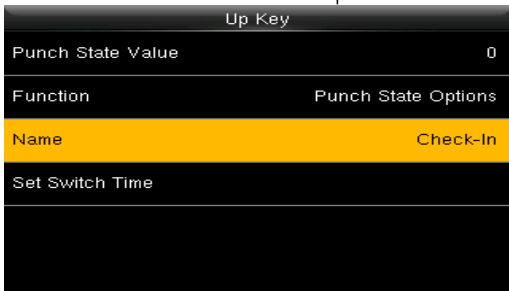 Up Key
Punch State Value 0
Function Punch State Options
Name Check-In
Set Switch Time